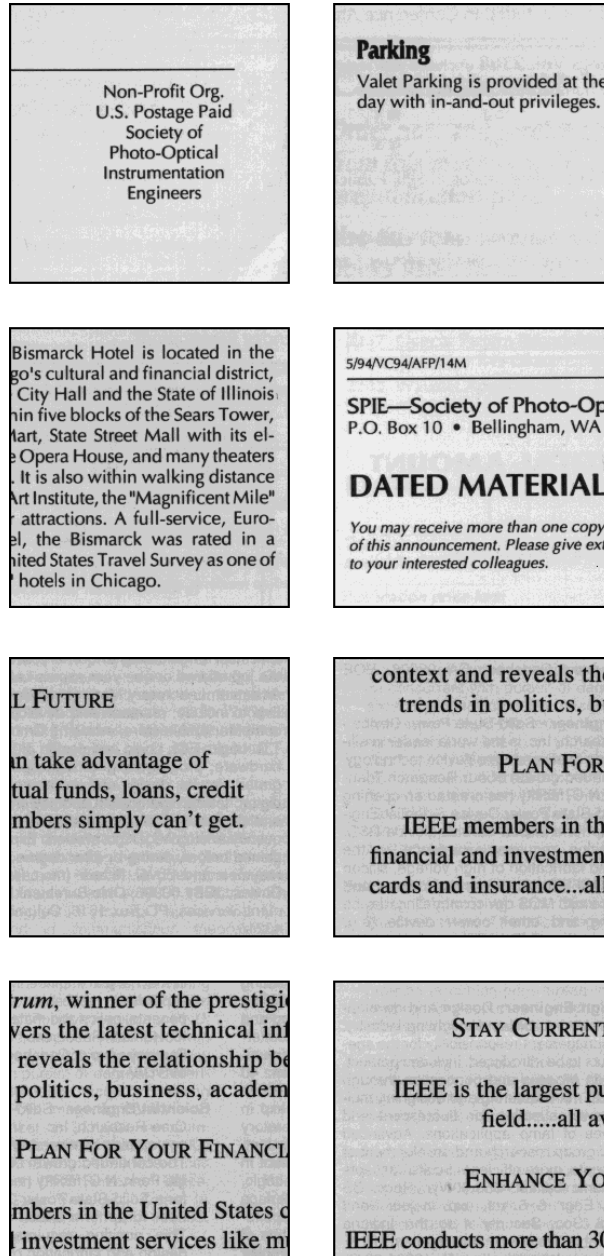 Non-Profit Org.
U.S. Postage Paid
Society of
Photo-Optical
Instrumentation
Engineers
Parking
Valet Parking is provided at the
day with in-and-out privileges.
Bismarck Hotel is located in the
go's cultural and financial district,
City Hall and the State of Illinois
hin five blocks of the Sears Tower,
Mart, State Street Mall with its el-
e Opera House, and many theaters
. It is also within walking distance
Art Institute, the "Magnificent Mile"
r attractions. A full-service, Euro-
el, the Bismarck was rated in a
nited States Travel Survey as one of
" hotels in Chicago.
5/94/VC94/AFP/14M
SPIE—Society of Photo-Op
P.O. Box 10 • Bellingham, WA
DATED MATERIAL
You may receive more than one copy
of this announcement. Please give ext
to your interested colleagues.
L FUTURE
an take advantage of
tual funds, loans, credit
mbers simply can't get.
context and reveals the
trends in politics, bu
PLAN FOR
IEEE members in th
financial and investmen
cards and insurance...all
rum, winner of the prestigi
vers the latest technical inf
reveals the relationship be
politics, business, academ
PLAN FOR YOUR FINANCI
mbers in the United States c
l investment services like mu
STAY CURRENT
IEEE is the largest pu
field.....all av
ENHANCE YO
IEEE conducts more than 30